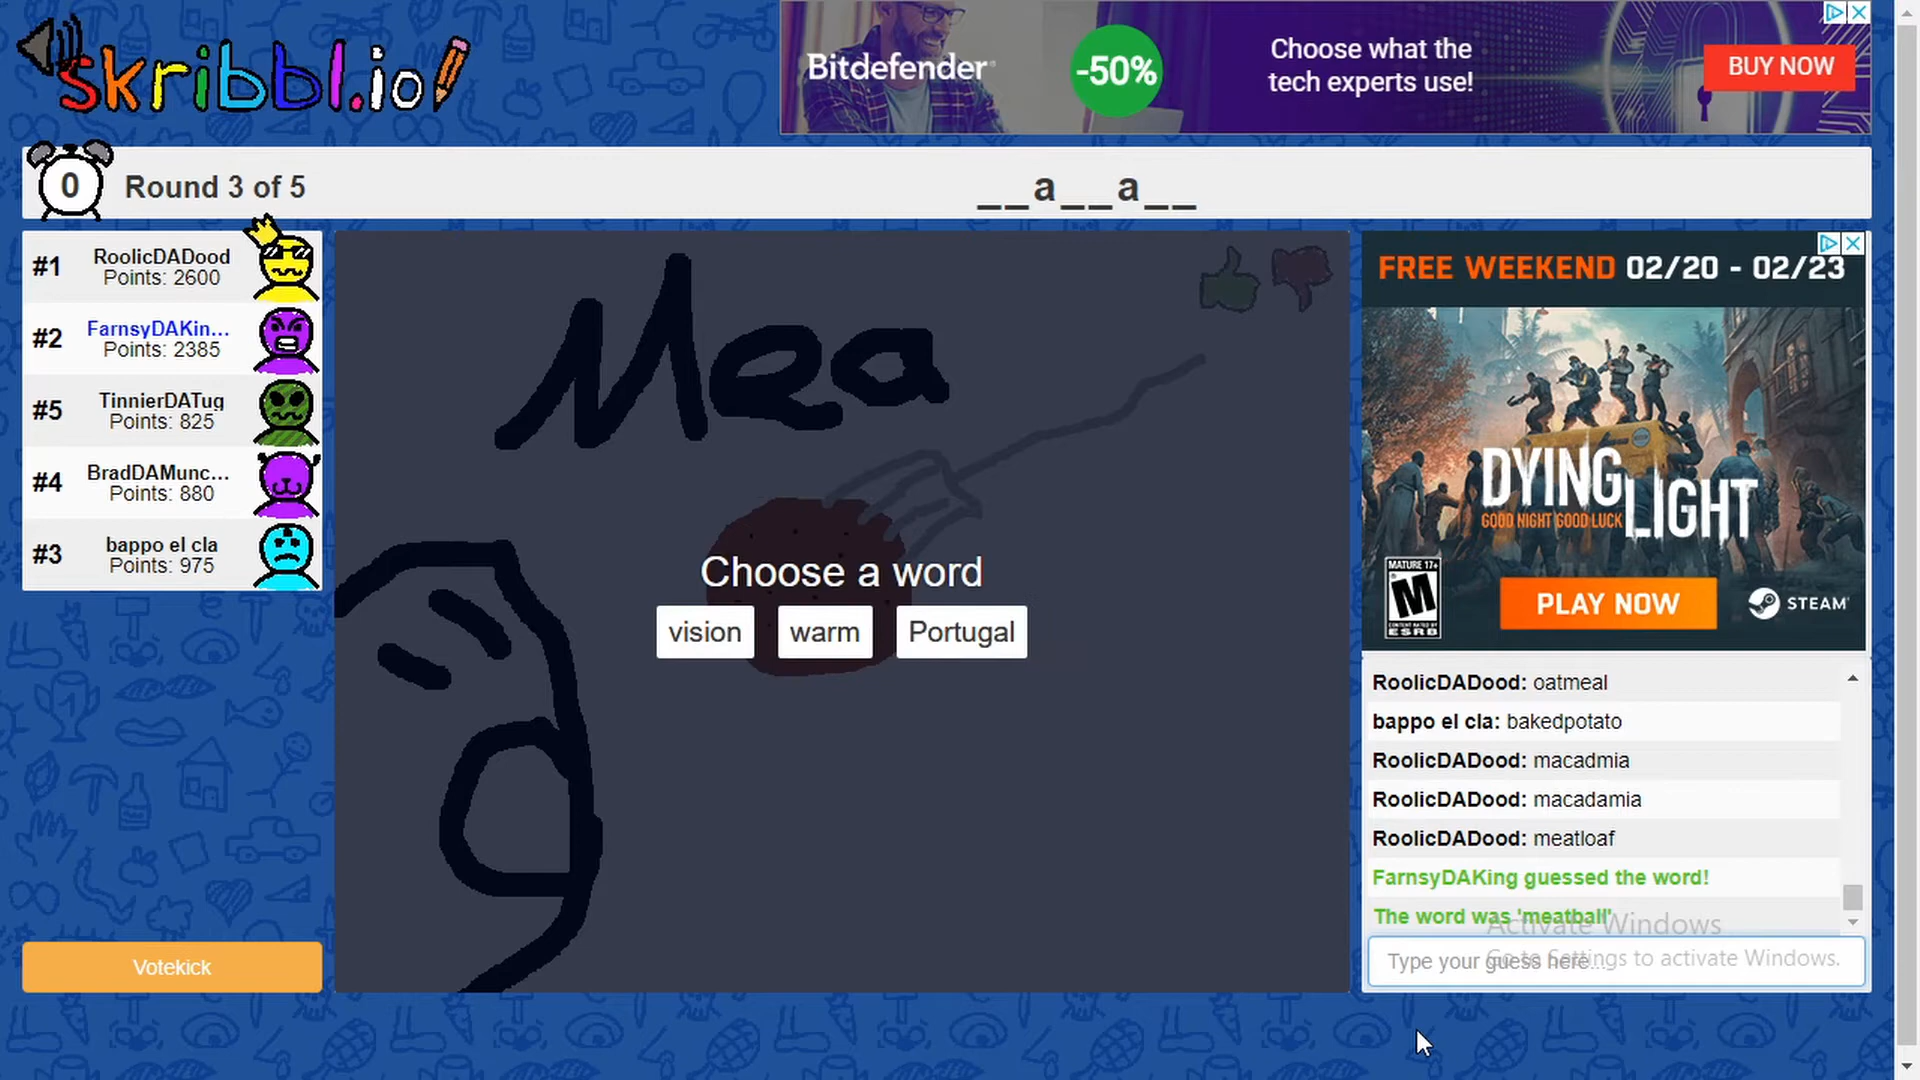 skribbl.io
Bitdefender
-50%
Choose what the
tech experts use!
BUY NOW
0
Round 3 of 5
__a__a__
#1
RoolicDADood
Points: 2600
#2
FarnsyDAKin...
Points: 2385
#5
TinnierDATug
Points: 825
#4
BradDAMunc...
Points: 880
#3
bappo el cla
Points: 975
Votekick
Mea
Choose a word
vision
warm
Portugal
FREE WEEKEND 02/20 - 02/23
DYING
LIGHT
GOOD NIGHT GOOD LUCK
MATURE 17+
M
ESRB
PLAY NOW
STEAM
RoolicDADood: oatmeal
bappo el cla: bakedpotato
RoolicDADood: macadmia
RoolicDADood: macadamia
RoolicDADood: meatloaf
FarnsyDAKing guessed the word!
The word was 'meatball'
Activate Windows
Type your guess here...
Go to Settings to activate Windows.